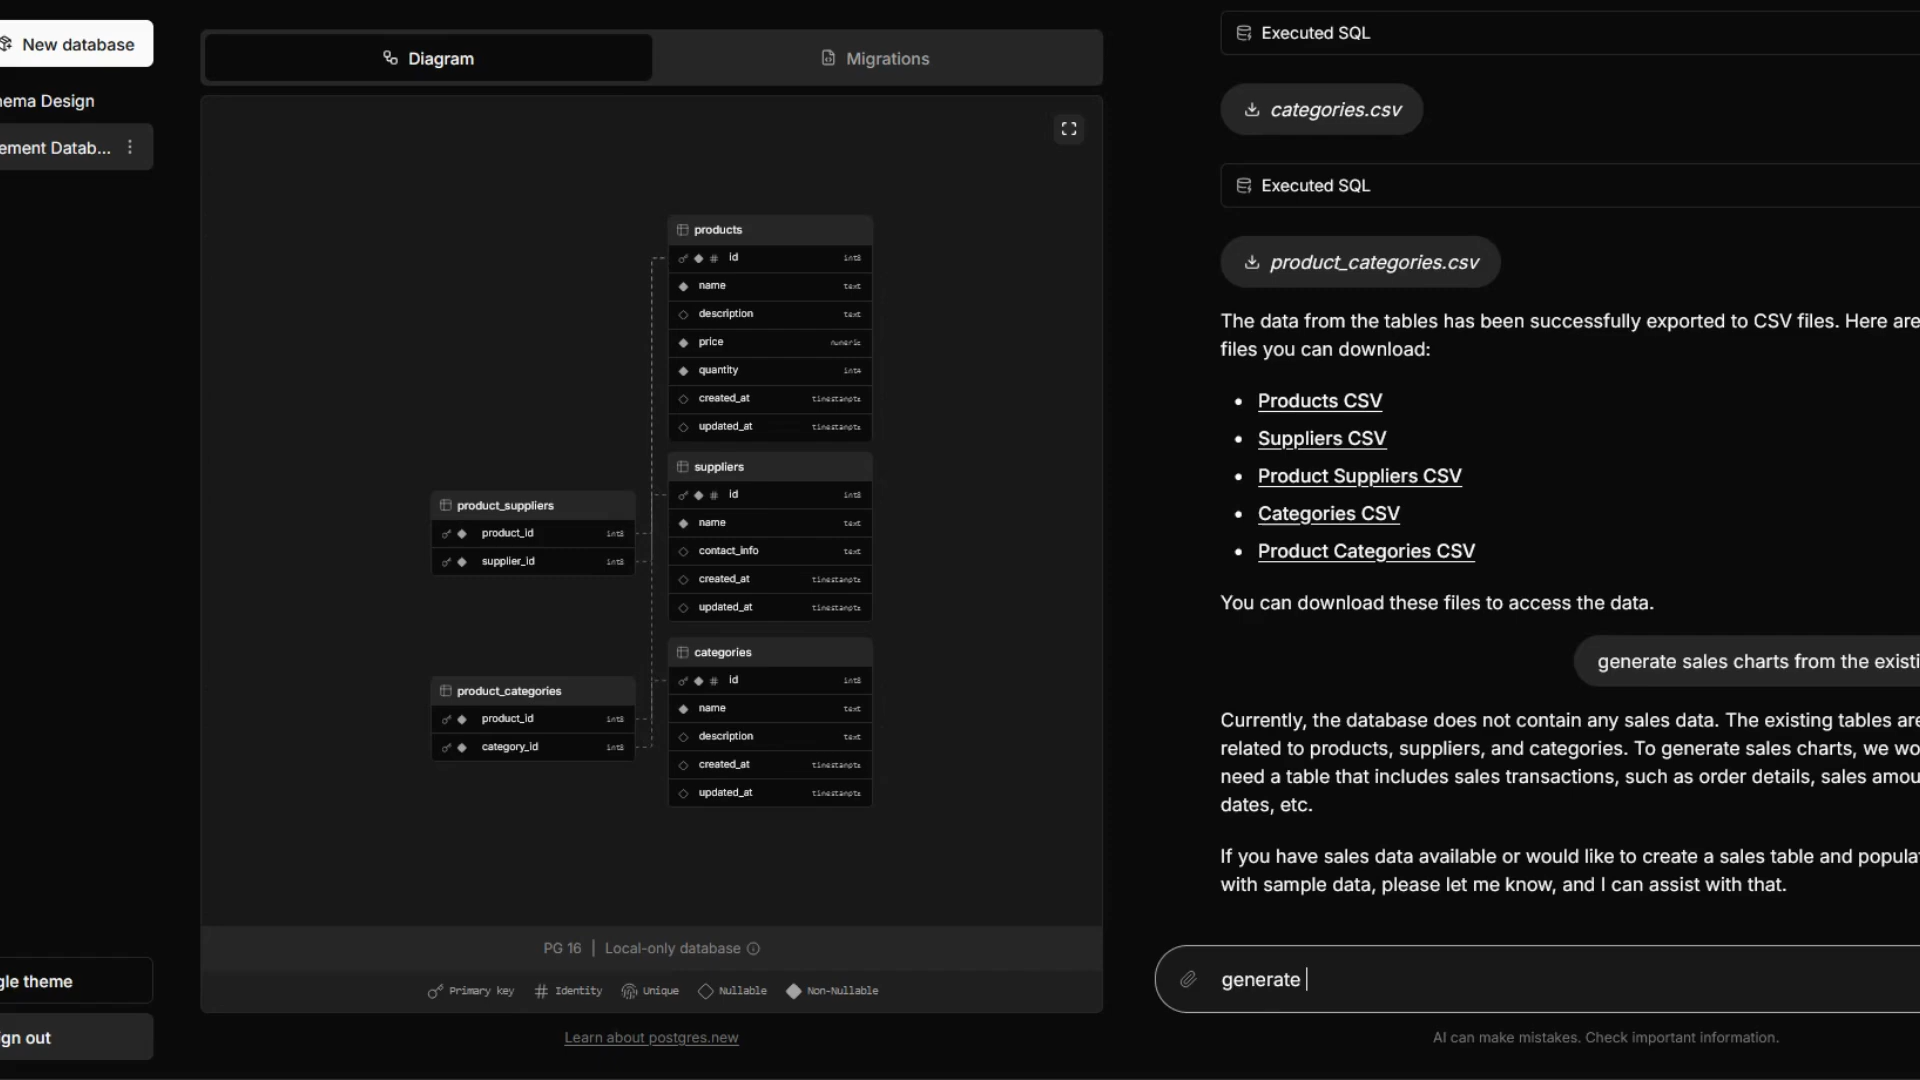 New database
ema Design
ement Datab...
gle theme
gn out
Diagram
Migrations
products
id int8
name text
description text
price numeric
quantity int4
created_at timestamptz
updated_at timestamptz
suppliers
id int8
name text
contact_info text
created_at timestamptz
updated_at timestamptz
product_suppliers
product_id int8
supplier_id int8
categories
id int8
name text
description text
created_at timestamptz
updated_at timestamptz
product_categories
product_id int8
category_id int8
PG 16 | Local-only database
Primary key
Identity
Unique
Nullable
Non-Nullable
Learn about postgres.new
Executed SQL
categories.csv
Executed SQL
product_categories.csv
The data from the tables has been successfully exported to CSV files. Here are
files you can download:
• Products CSV
• Suppliers CSV
• Product Suppliers CSV
• Categories CSV
• Product Categories CSV
You can download these files to access the data.
generate sales charts from the existi
Currently, the database does not contain any sales data. The existing tables are
related to products, suppliers, and categories. To generate sales charts, we wo
need a table that includes sales transactions, such as order details, sales amou
dates, etc.
If you have sales data available or would like to create a sales table and popula
with sample data, please let me know, and I can assist with that.
generate
AI can make mistakes. Check important information.